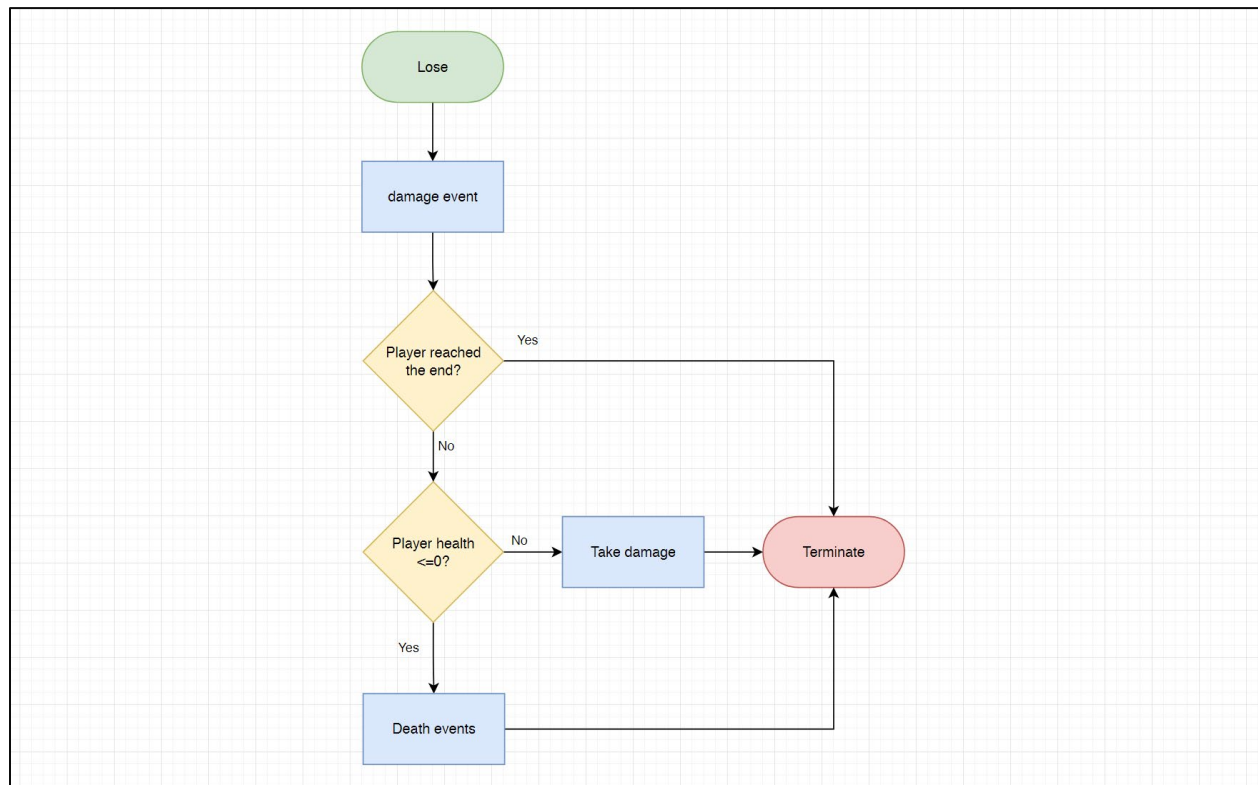 Lose
damage event
Player reached
the end?
Yes
No
Player health
<=0?
No
Take damage
Terminate
Yes
Death events